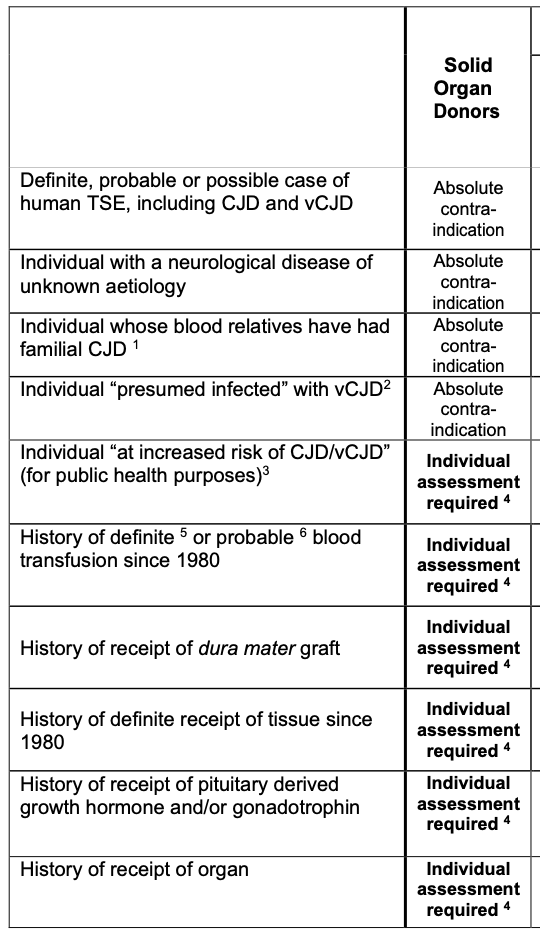 Solid
Organ
Donors
Definite, probable or possible case of
human TSE, including CJD and vCJD
Absolute
contra-
indication
Individual with a neurological disease of
unknown aetiology
Absolute
contra-
indication
Individual whose blood relatives have had
familial CJD 1
Absolute
contra-
indication
Individual “presumed infected” with vCJD2
Absolute
contra-
indication
Individual “at increased risk of CJD/vCJD”
(for public health purposes)3
Individual
assessment
required 4
History of definite 5 or probable 6 blood
transfusion since 1980
Individual
assessment
required 4
History of receipt of dura mater graft
Individual
assessment
required 4
History of definite receipt of tissue since
1980
Individual
assessment
required 4
History of receipt of pituitary derived
growth hormone and/or gonadotrophin
Individual
assessment
required 4
History of receipt of organ
Individual
assessment
required 4